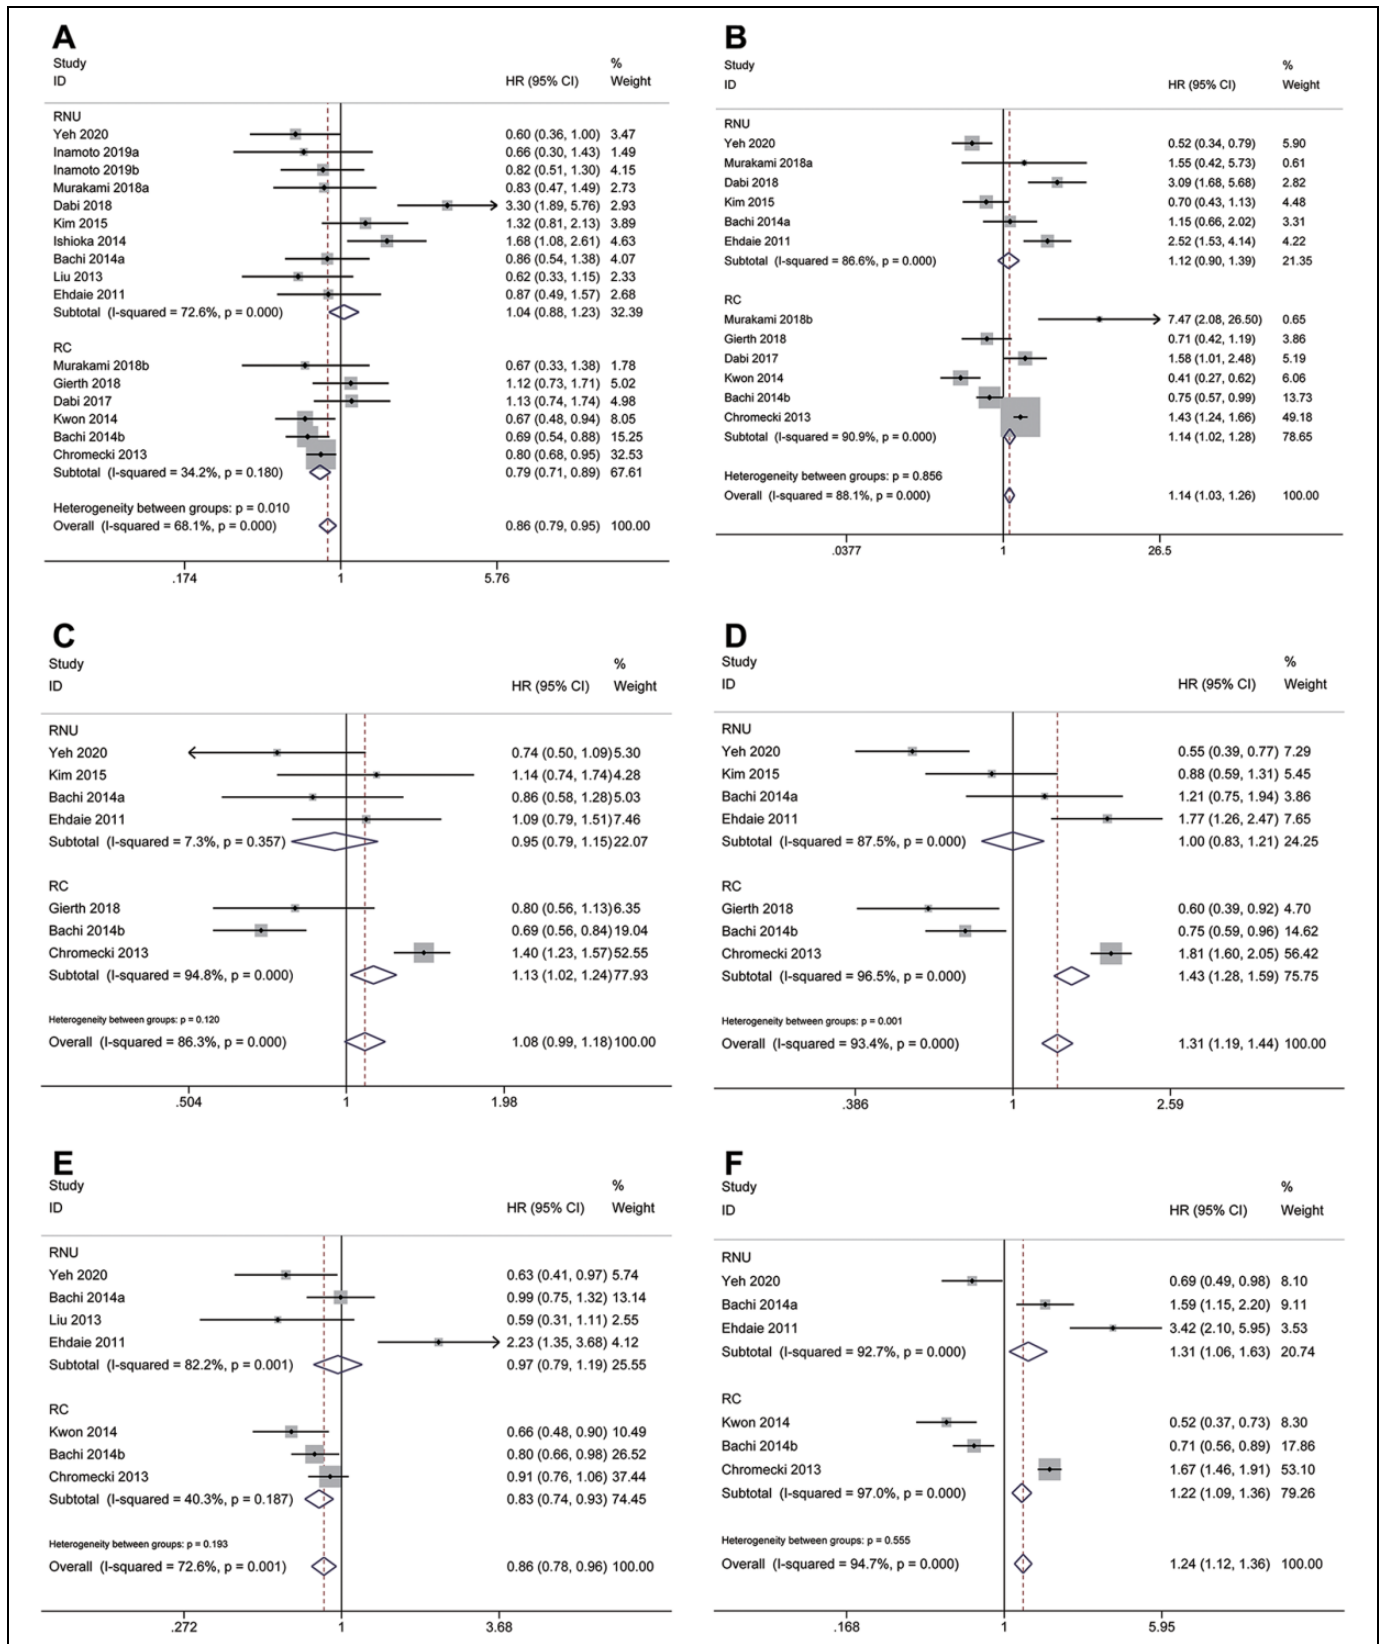 A
Study %
ID HR (95% CI) Weight
RNU
Yeh 2020 0.60 (0.36, 1.00) 3.47
Inamoto 2019a 0.66 (0.30, 1.43) 1.49
Inamoto 2019b 0.82 (0.51, 1.30) 4.15
Murakami 2018a 0.83 (0.47, 1.49) 2.73
Dabi 2018 3.30 (1.89, 5.76) 2.93
Kim 2015 1.32 (0.81, 2.13) 3.89
Ishioka 2014 1.68 (1.08, 2.61) 4.63
Bachi 2014a 0.86 (0.54, 1.38) 4.07
Liu 2013 0.62 (0.33, 1.15) 2.33
Ehdaie 2011 0.87 (0.49, 1.57) 2.68
Subtotal (I-squared = 72.6%, p = 0.000) 1.04 (0.88, 1.23) 32.39
RC
Murakami 2018b 0.67 (0.33, 1.38) 1.78
Gierth 2018 1.12 (0.73, 1.71) 5.02
Dabi 2017 1.13 (0.74, 1.74) 4.98
Kwon 2014 0.67 (0.48, 0.94) 8.05
Bachi 2014b 0.69 (0.54, 0.88) 15.25
Chromecki 2013 0.80 (0.68, 0.95) 32.53
Subtotal (I-squared = 34.2%, p = 0.180) 0.79 (0.71, 0.89) 67.61
Heterogeneity between groups: p = 0.010
Overall (I-squared = 68.1%, p = 0.000) 0.86 (0.79, 0.95) 100.00
.174 1 5.76
B
Study %
ID HR (95% CI) Weight
RNU
Yeh 2020 0.52 (0.34, 0.79) 5.90
Murakami 2018a 1.55 (0.42, 5.73) 0.61
Dabi 2018 3.09 (1.68, 5.68) 2.82
Kim 2015 0.70 (0.43, 1.13) 4.48
Bachi 2014a 1.15 (0.66, 2.02) 3.31
Ehdaie 2011 2.52 (1.53, 4.14) 4.22
Subtotal (I-squared = 86.6%, p = 0.000) 1.12 (0.90, 1.39) 21.35
RC
Murakami 2018b 7.47 (2.08, 26.50) 0.65
Gierth 2018 0.71 (0.42, 1.19) 3.86
Dabi 2017 1.58 (1.01, 2.48) 5.19
Kwon 2014 0.41 (0.27, 0.62) 6.06
Bachi 2014b 0.75 (0.57, 0.99) 13.73
Chromecki 2013 1.43 (1.24, 1.66) 49.18
Subtotal (I-squared = 90.9%, p = 0.000) 1.14 (1.02, 1.28) 78.65
Heterogeneity between groups: p = 0.856
Overall (I-squared = 88.1%, p = 0.000) 1.14 (1.03, 1.26) 100.00
.0377 1 26.5
C
Study %
ID HR (95% CI) Weight
RNU
Yeh 2020 0.74 (0.50, 1.09) 5.30
Kim 2015 1.14 (0.74, 1.74) 4.28
Bachi 2014a 0.86 (0.58, 1.28) 5.03
Ehdaie 2011 1.09 (0.79, 1.51) 7.46
Subtotal (I-squared = 7.3%, p = 0.357) 0.95 (0.79, 1.15) 22.07
RC
Gierth 2018 0.80 (0.56, 1.13) 6.35
Bachi 2014b 0.69 (0.56, 0.84) 19.04
Chromecki 2013 1.40 (1.23, 1.57) 52.55
Subtotal (I-squared = 94.8%, p = 0.000) 1.13 (1.02, 1.24) 77.93
Heterogeneity between groups: p = 0.120
Overall (I-squared = 86.3%, p = 0.000) 1.08 (0.99, 1.18) 100.00
.504 1 1.98
D
Study %
ID HR (95% CI) Weight
RNU
Yeh 2020 0.55 (0.39, 0.77) 7.29
Kim 2015 0.88 (0.59, 1.31) 5.45
Bachi 2014a 1.21 (0.75, 1.94) 3.86
Ehdaie 2011 1.77 (1.26, 2.47) 7.65
Subtotal (I-squared = 87.5%, p = 0.000) 1.00 (0.83, 1.21) 24.25
RC
Gierth 2018 0.60 (0.39, 0.92) 4.70
Bachi 2014b 0.75 (0.59, 0.96) 14.62
Chromecki 2013 1.81 (1.60, 2.05) 56.42
Subtotal (I-squared = 96.5%, p = 0.000) 1.43 (1.28, 1.59) 75.75
Heterogeneity between groups: p = 0.001
Overall (I-squared = 93.4%, p = 0.000) 1.31 (1.19, 1.44) 100.00
.386 1 2.59
E
Study %
ID HR (95% CI) Weight
RNU
Yeh 2020 0.63 (0.41, 0.97) 5.74
Bachi 2014a 0.99 (0.75, 1.32) 13.14
Liu 2013 0.59 (0.31, 1.11) 2.55
Ehdaie 2011 2.23 (1.35, 3.68) 4.12
Subtotal (I-squared = 82.2%, p = 0.001) 0.97 (0.79, 1.19) 25.55
RC
Kwon 2014 0.66 (0.48, 0.90) 10.49
Bachi 2014b 0.80 (0.66, 0.98) 26.52
Chromecki 2013 0.91 (0.76, 1.06) 37.44
Subtotal (I-squared = 40.3%, p = 0.187) 0.83 (0.74, 0.93) 74.45
Heterogeneity between groups: p = 0.193
Overall (I-squared = 72.6%, p = 0.001) 0.86 (0.78, 0.96) 100.00
.272 1 3.68
F
Study %
ID HR (95% CI) Weight
RNU
Yeh 2020 0.69 (0.49, 0.98) 8.10
Bachi 2014a 1.59 (1.15, 2.20) 9.11
Ehdaie 2011 3.42 (2.10, 5.95) 3.53
Subtotal (I-squared = 92.7%, p = 0.000) 1.31 (1.06, 1.63) 20.74
RC
Kwon 2014 0.52 (0.37, 0.73) 8.30
Bachi 2014b 0.71 (0.56, 0.89) 17.86
Chromecki 2013 1.67 (1.46, 1.91) 53.10
Subtotal (I-squared = 97.0%, p = 0.000) 1.22 (1.09, 1.36) 79.26
Heterogeneity between groups: p = 0.555
Overall (I-squared = 94.7%, p = 0.000) 1.24 (1.12, 1.36) 100.00
.168 1 5.95